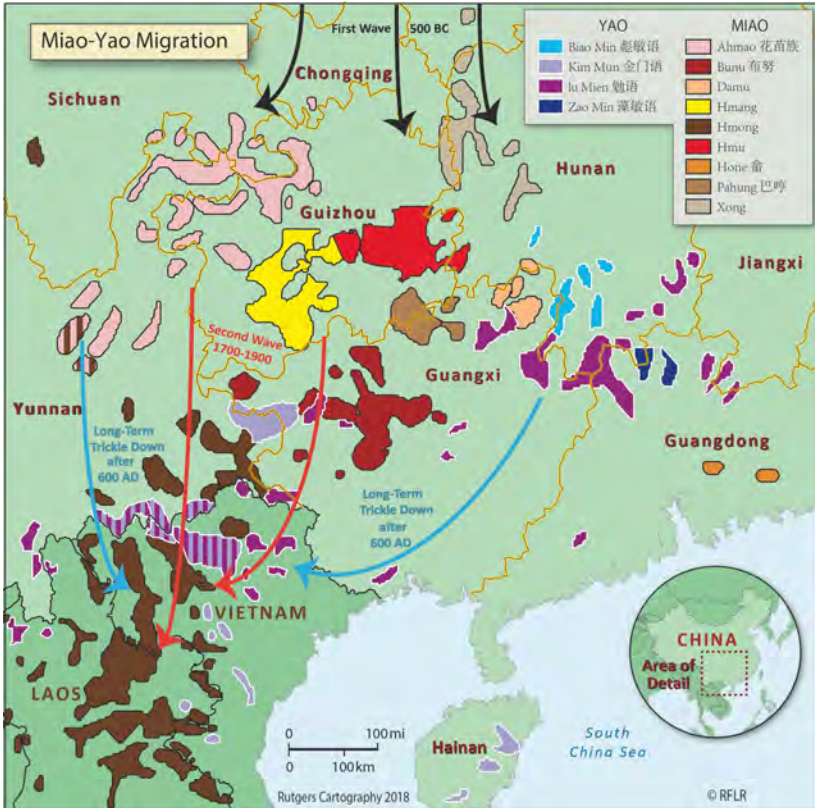 Miao-Yao Migration
First Wave 500 BC
YAO
Biao Min 彪敏语
Kim Mun 金门语
Iu Mien 勉语
Zao Min 藻敏语
MIAO
Ahmao 花苗族
Bunu 布努
Damu
Hmang
Hmong
Hmu
Hone 畲
Pahung 巴哼
Xong
Chongqing
Sichuan
Hunan
Guizhou
Jiangxi
Second Wave
1700-1900
Guangxi
Yunnan
Long-Term
Trickle Down
after
600 AD
Guangdong
Long-Term
Trickle Down
after
600 AD
VIETNAM
LAOS
CHINA
Area of
Detail
0 100 mi
0 100 km
Hainan
South
China Sea
Rutgers Cartography 2018
© RFLR